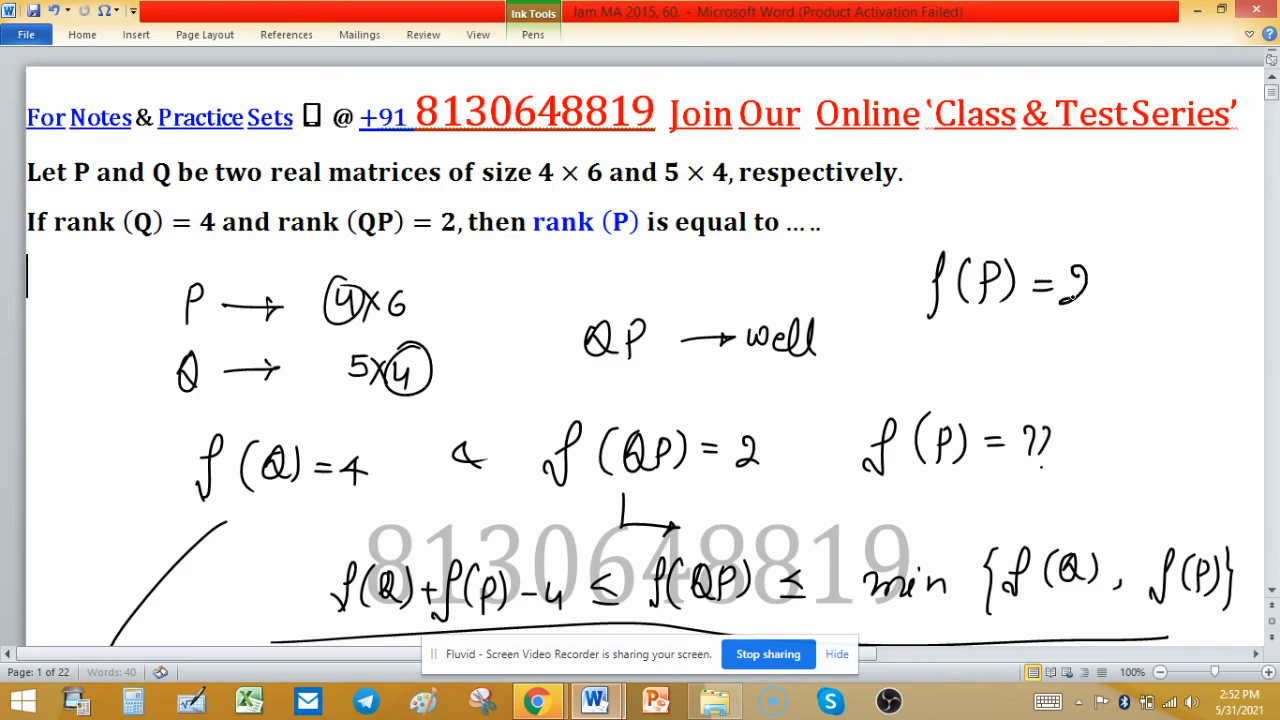 Ink Tools
Jam MA 2015, 60. - Microsoft Word (Product Activation Failed)
File Home Insert Page Layout References Mailings Review View Pens
For Notes & Practice Sets @ +91 8130648819 Join Our Online ‘Class & Test Series’
Let P and Q be two real matrices of size 4 × 6 and 5 × 4, respectively.
If rank (Q) = 4 and rank (QP) = 2, then rank (P) is equal to … ..
ƒ(P) = 2
P → 4×6
QP → well
Q → 5×4
ƒ(Q) = 4 & ƒ(QP) = 2 ƒ(P) = ??
8130648819
ƒ(Q)+ƒ(P)-4 ≤ ƒ(QP) ≤ min {ƒ(Q), ƒ(P)}
Fluvid - Screen Video Recorder is sharing your screen. Stop sharing Hide
Page: 1 of 22 Words: 40 100%
2:52 PM
5/31/2021